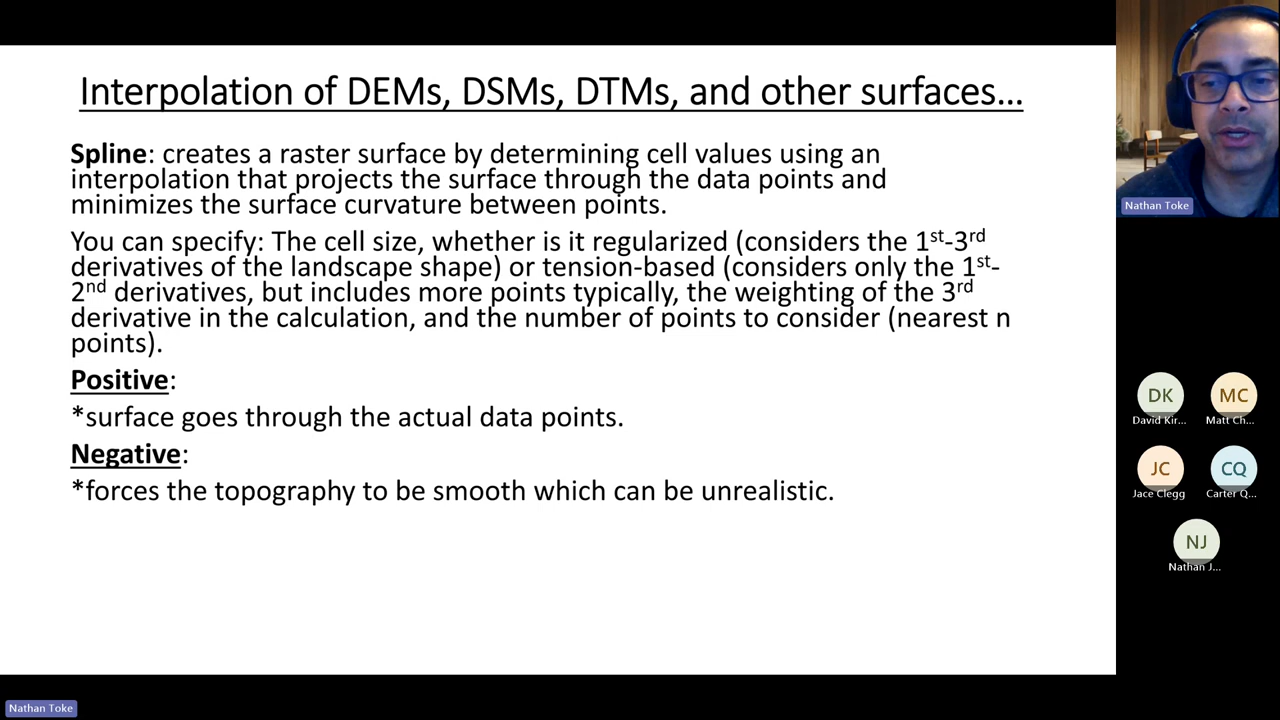 Interpolation of DEMs, DSMs, DTMs, and other surfaces...
Spline: creates a raster surface by determining cell values using an
interpolation that projects the surface through the data points and
minimizes the surface curvature between points.
You can specify: The cell size, whether is it regularized (considers the 1st-3rd
derivatives of the landscape shape) or tension-based (considers only the 1st-
2nd derivatives, but includes more points typically, the weighting of the 3rd
derivative in the calculation, and the number of points to consider (nearest n
points).
Positive:
*surface goes through the actual data points.
Negative:
*forces the topography to be smooth which can be unrealistic.
Nathan Toke
DK
David Kir...
MC
Matt Ch...
JC
Jace Clegg
CQ
Carter Q...
NJ
Nathan J...
Nathan Toke